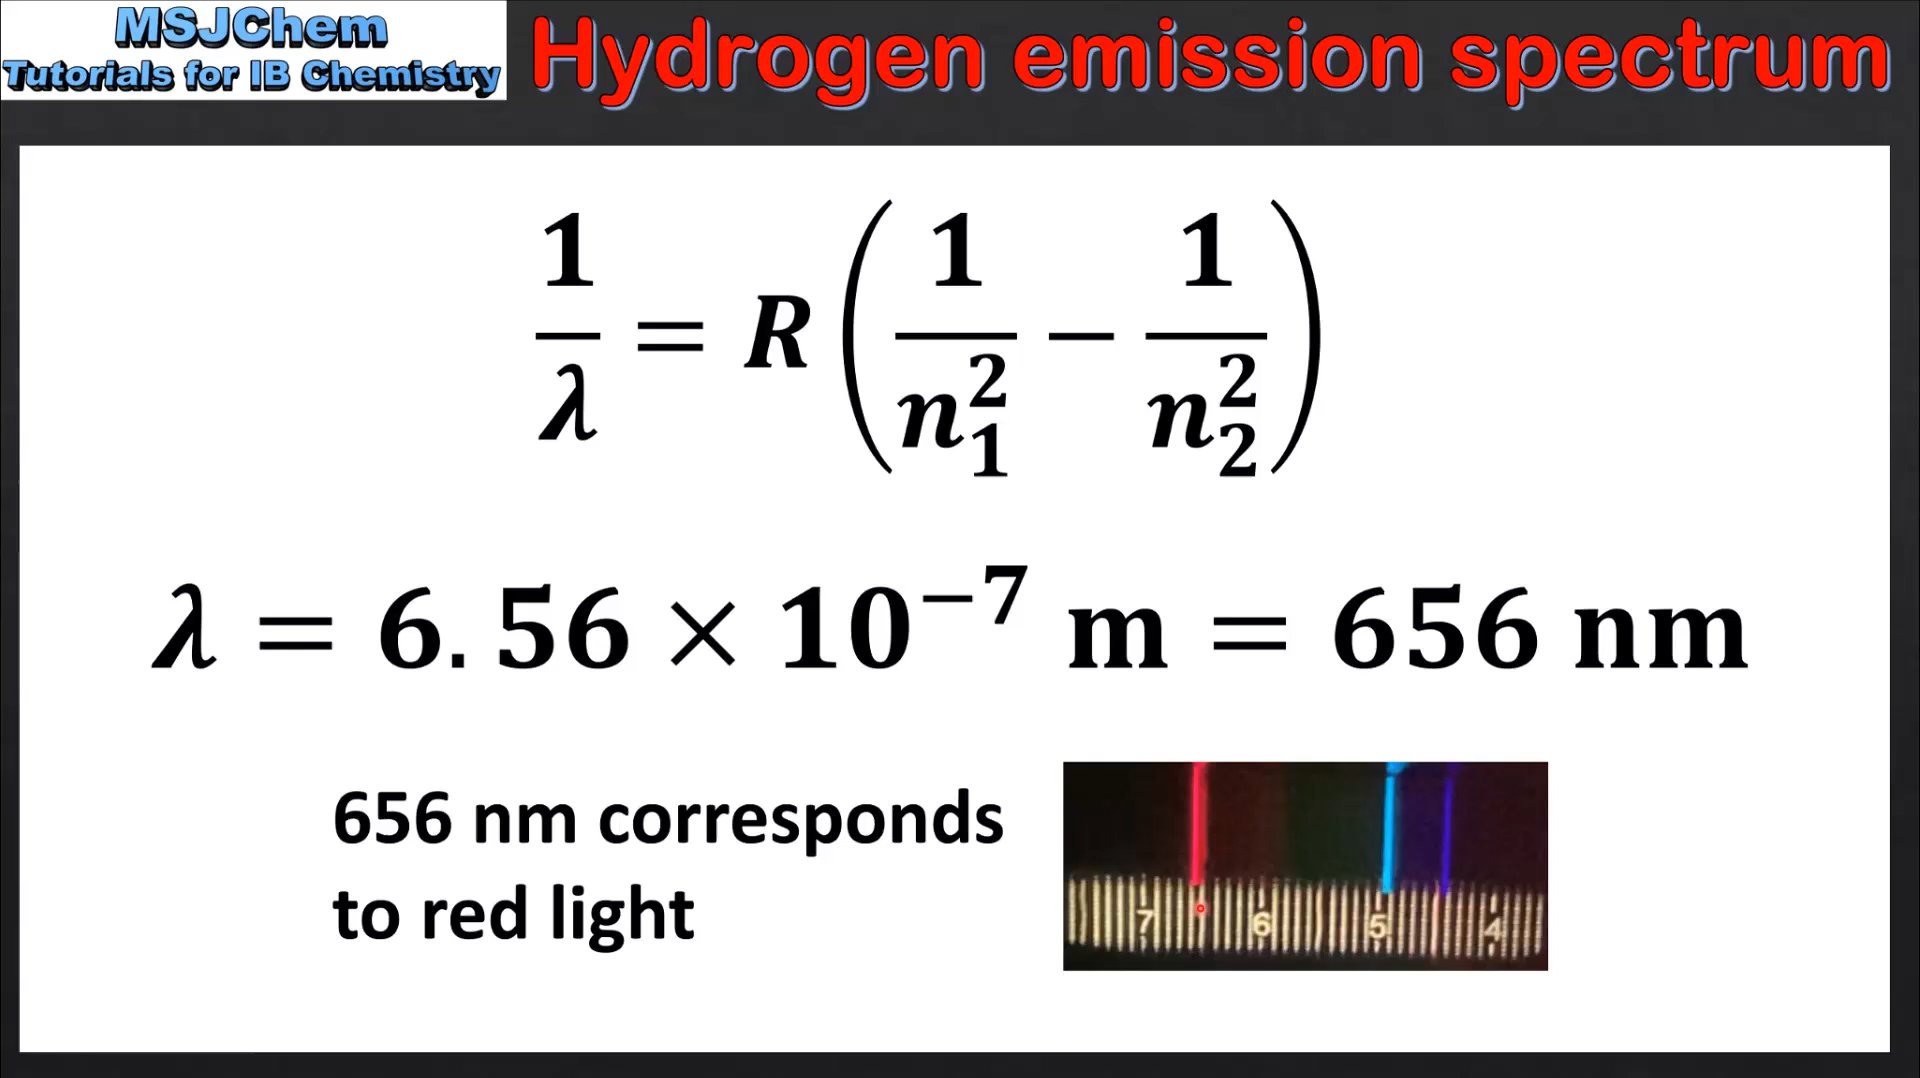 MSJChem
Tutorials for IB Chemistry
Hydrogen emission spectrum
1/λ = R(1/n₁² − 1/n₂²)
λ = 6.56 × 10⁻⁷ m = 656 nm
656 nm corresponds
to red light
7 6 5 4